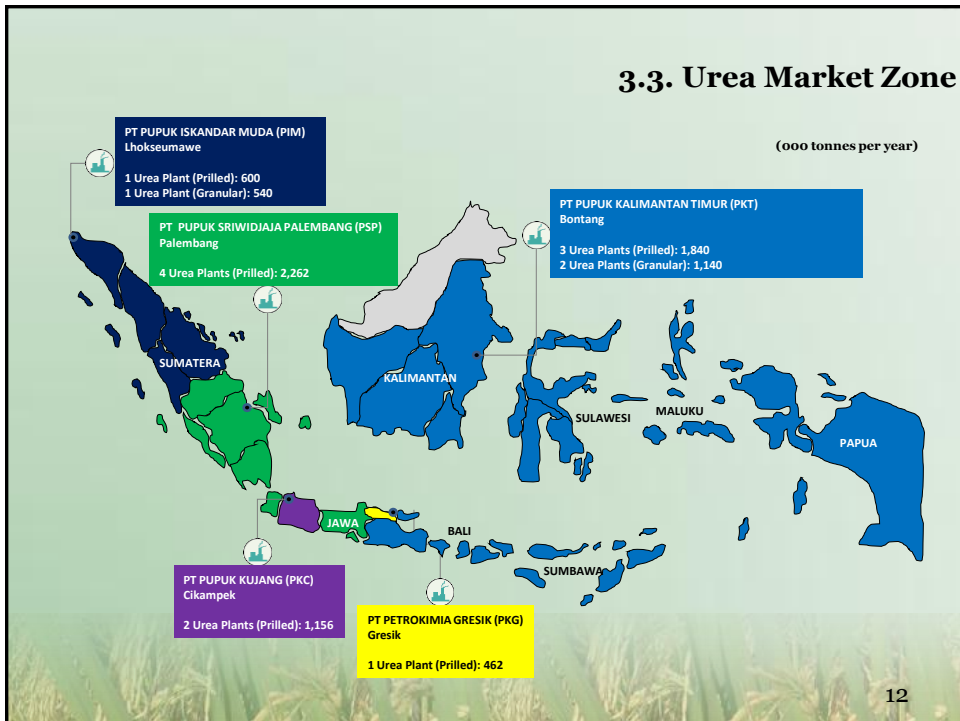 3.3. Urea Market Zone
(000 tonnes per year)
PT PUPUK ISKANDAR MUDA (PIM)
Lhokseumawe
1 Urea Plant (Prilled): 600
1 Urea Plant (Granular): 540
PT PUPUK SRIWIDJAJA PALEMBANG (PSP)
Palembang
4 Urea Plants (Prilled): 2,262
PT PUPUK KALIMANTAN TIMUR (PKT)
Bontang
3 Urea Plants (Prilled): 1,840
2 Urea Plants (Granular): 1,140
SUMATERA
KALIMANTAN
SULAWESI
MALUKU
PAPUA
JAWA
BALI
SUMBAWA
PT PUPUK KUJANG (PKC)
Cikampek
2 Urea Plants (Prilled): 1,156
PT PETROKIMIA GRESIK (PKG)
Gresik
1 Urea Plant (Prilled): 462
12